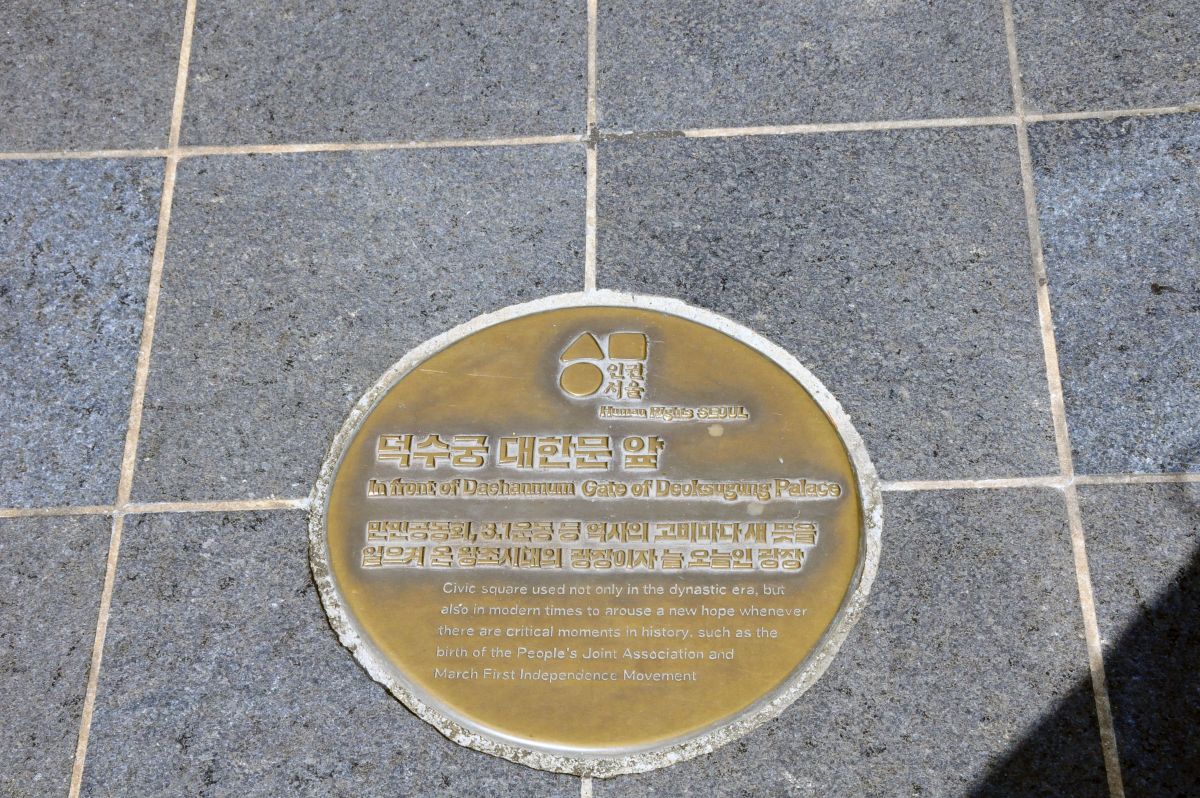 인권
서울
Human Rights SEOUL
덕수궁 대한문 앞
In front of Daehanmum Gate of Deoksugung Palace
만민공동회, 3.1운동 등 역사의 고비마다 새 뜻을
일으켜 온 왕조시대의 광장이자 늘 오늘인 광장
Civic square used not only in the dynastic era, but
also in modern times to arouse a new hope whenever
there are critical moments in history, such as the
birth of the People's Joint Association and
March First Independence Movement